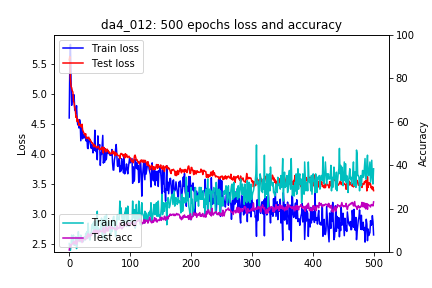 da4_012: 500 epochs loss and accuracy
Train loss
Test loss
Train acc
Test acc
Loss
5.5
5.0
4.5
4.0
3.5
3.0
2.5
Accuracy
100
80
60
40
20
0
0 100 200 300 400 500